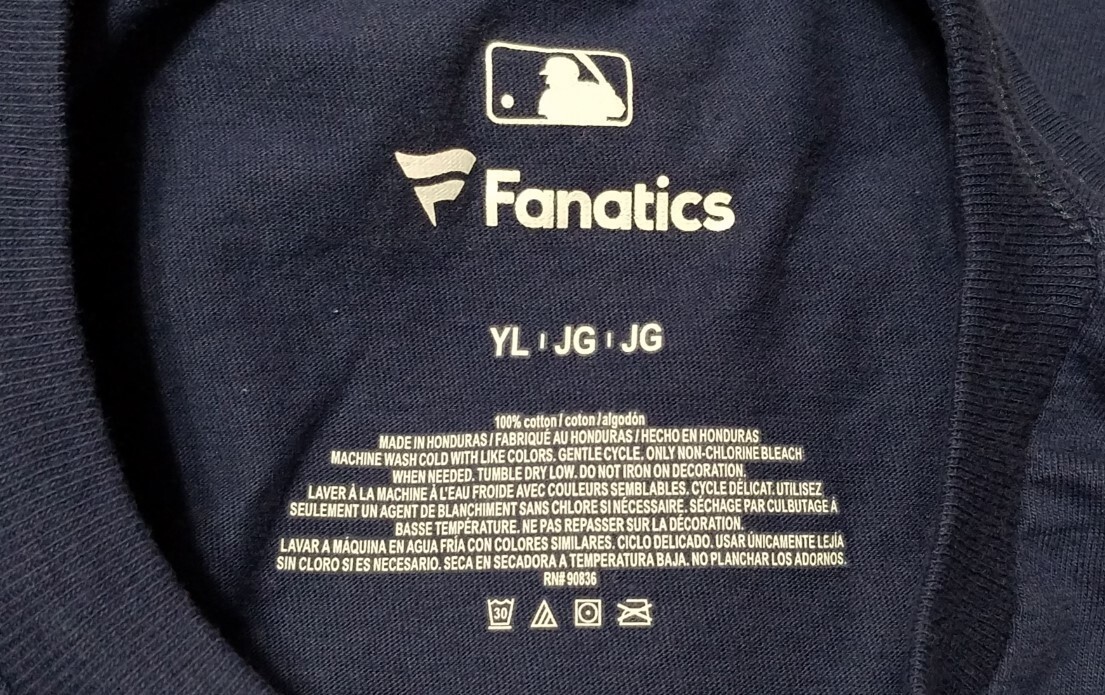 Fanatics
YL | JG | JG
100% cotton / coton / algodón
MADE IN HONDURAS / FABRIQUÉ AU HONDURAS / HECHO EN HONDURAS
MACHINE WASH COLD WITH LIKE COLORS. GENTLE CYCLE. ONLY NON-CHLORINE BLEACH
WHEN NEEDED. TUMBLE DRY LOW. DO NOT IRON ON DECORATION.
LAVER À LA MACHINE À L'EAU FROIDE AVEC COULEURS SEMBLABLES. CYCLE DÉLICAT. UTILISEZ
SEULEMENT UN AGENT DE BLANCHIMENT SANS CHLORE SI NÉCESSAIRE. SÉCHAGE PAR CULBUTAGE À
BASSE TEMPÉRATURE. NE PAS REPASSER SUR LA DÉCORATION.
LAVAR A MÁQUINA EN AGUA FRÍA CON COLORES SIMILARES. CICLO DELICADO. USAR ÚNICAMENTE LEJÍA
SIN CLORO SI ES NECESARIO. SECA EN SECADORA A TEMPERATURA BAJA. NO PLANCHAR LOS ADORNOS.
RN# 90836
30